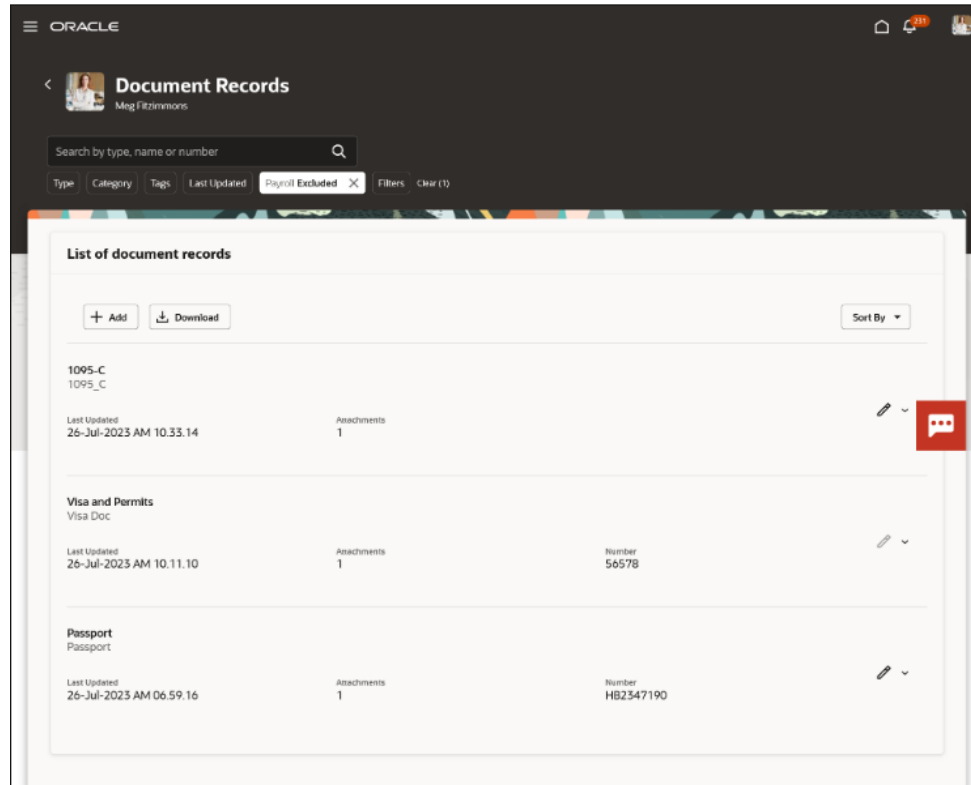 ORACLE
231
Document Records
Meg Fitzimmons
Search by type, name or number
Type Category Tags Last Updated Payroll Excluded Filters Clear (1)
List of document records
Add Download Sort By
1095-C
1095_C
Last Updated Attachments
26-Jul-2023 AM 10.33.14 1
Visa and Permits
Visa Doc
Last Updated Attachments Number
26-Jul-2023 AM 10.11.10 1 56578
Passport
Passport
Last Updated Attachments Number
26-Jul-2023 AM 06.59.16 1 HB2347190